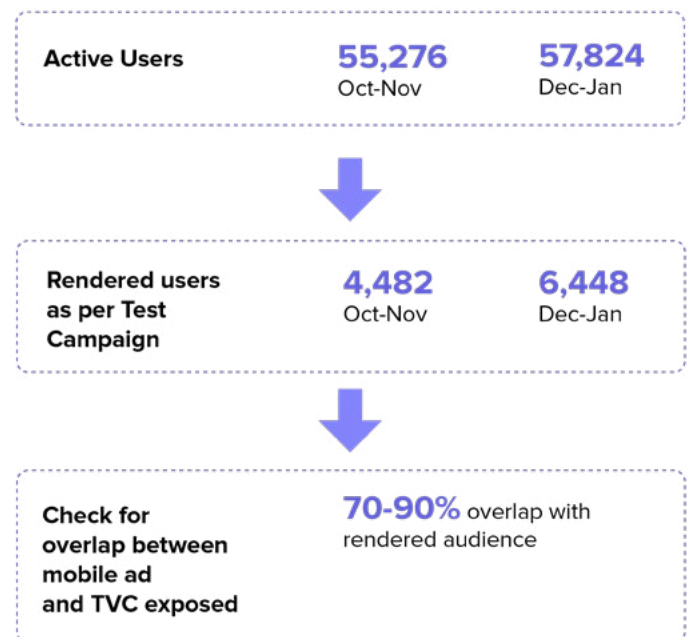 Active Users
55,276
57,824
Oct-Nov
Dec-Jan
Rendered users
as per Test
Campaign
4,482
6,448
Oct-Nov
Dec-Jan
Check for
overlap between
mobile ad
and TVC exposed
70-90% overlap with
rendered audience